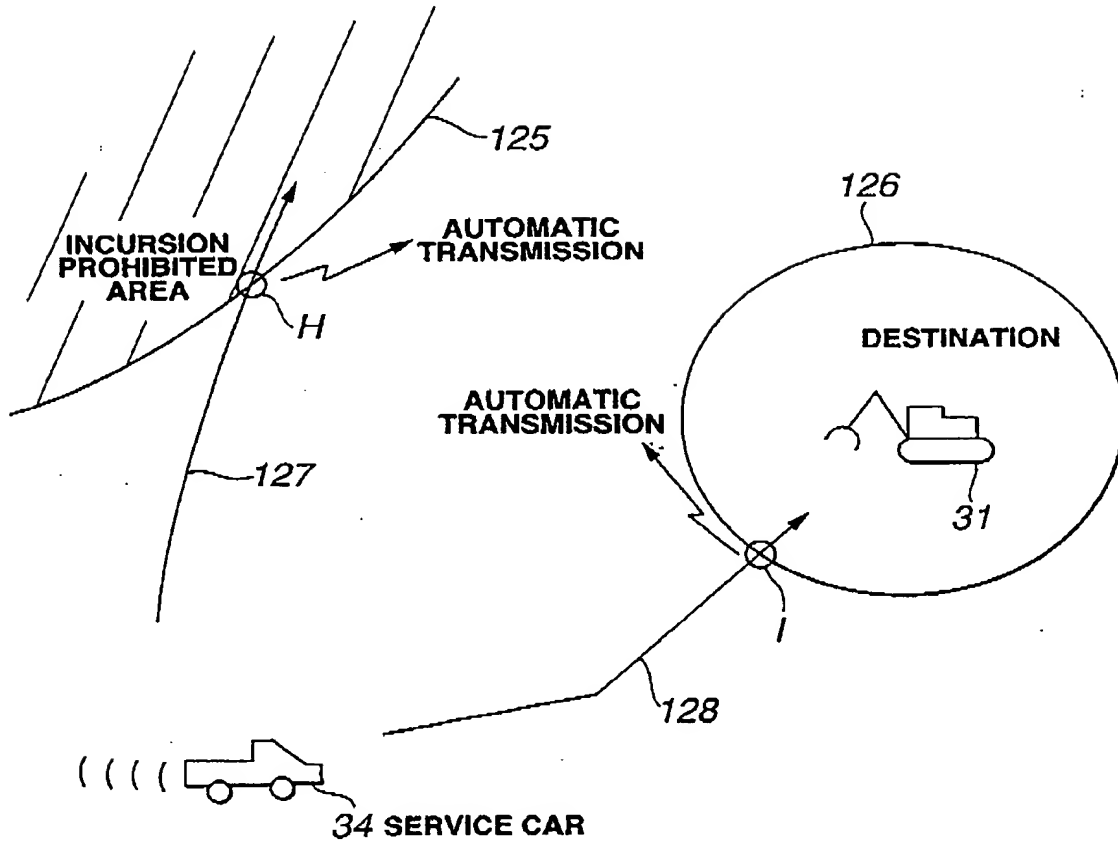 125
126
INCURSION
PROHIBITED
AREA
AUTOMATIC
TRANSMISSION
H
DESTINATION
AUTOMATIC
TRANSMISSION
127
31
I
128
34 SERVICE CAR